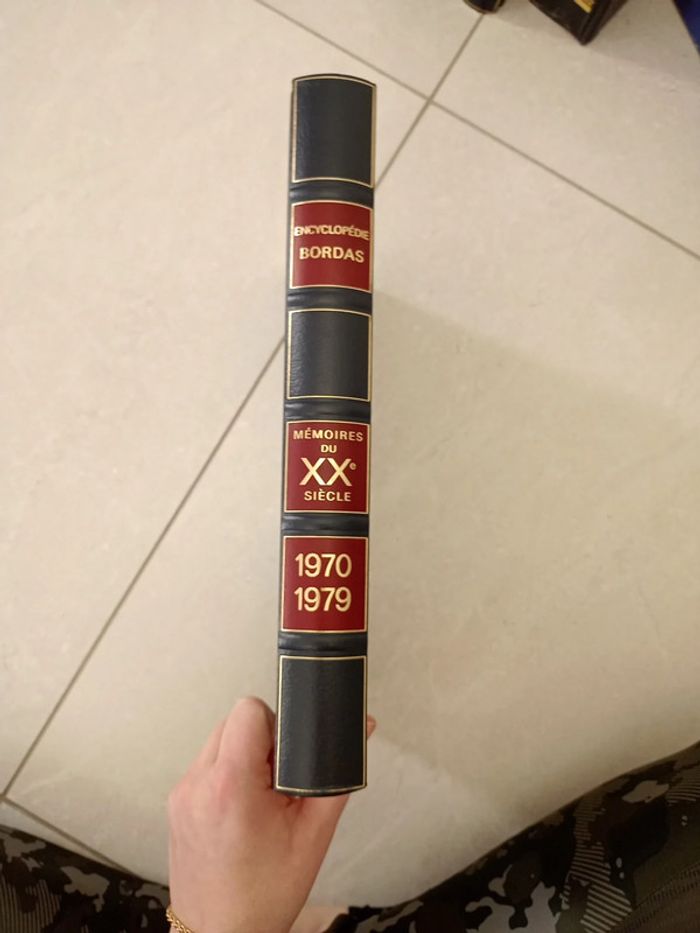 ENCYCLOPÉDIE
BORDAS
MÉMOIRES
DU
XXe
SIÈCLE
1970
1979